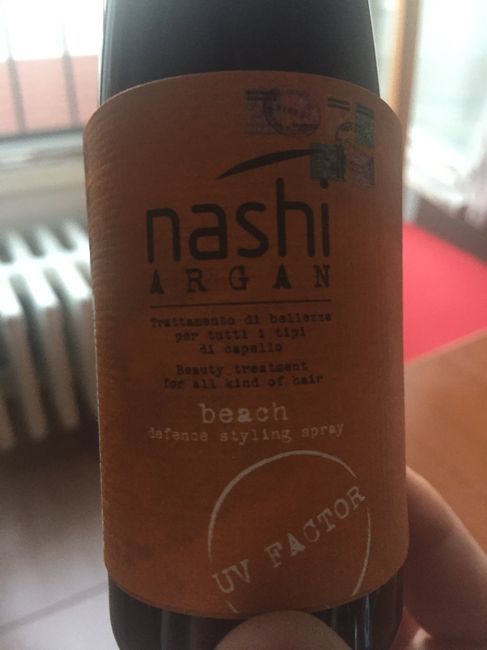 nashi
ARGAN
Trattamento di bellezza
per tutti i tipi
di capello
Beauty treatment
for all kind of hair
beach
defence styling spray
UV FACTOR